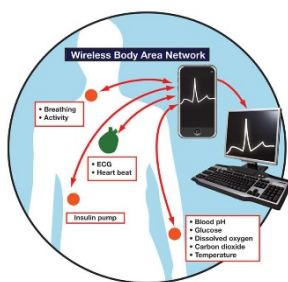 Wireless Body Area Network
• Breathing
• Activity
• ECG
• Heart beat
Insulin pump
• Blood pH
• Glucose
• Dissolved oxygen
• Carbon dioxide
• Temperature